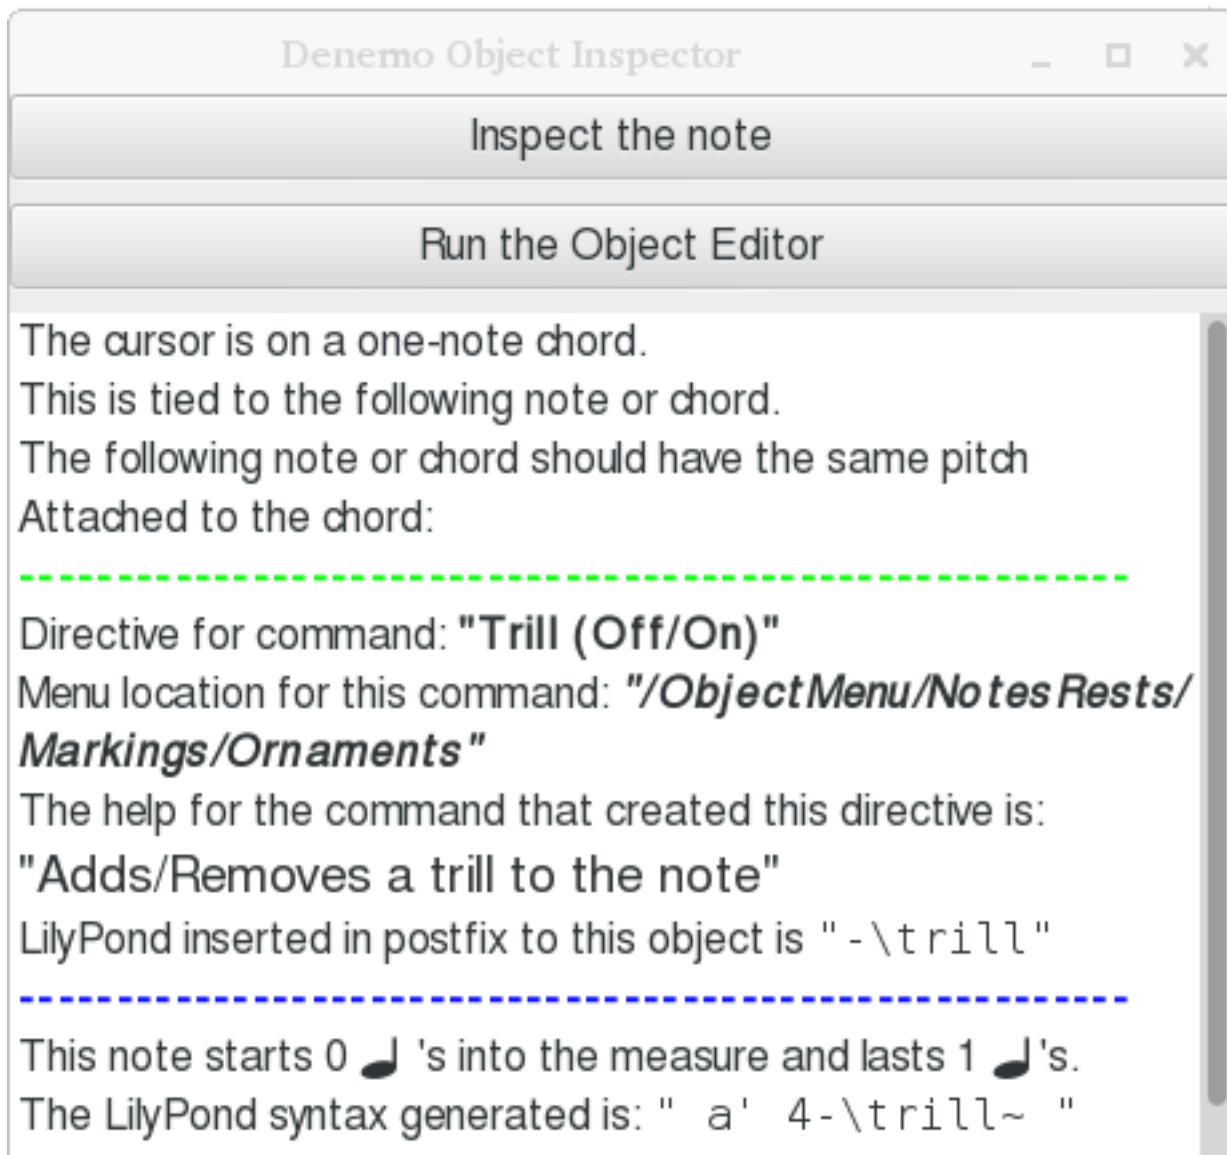 Denemo Object Inspector
Inspect the note
Run the Object Editor
The cursor is on a one-note chord.
This is tied to the following note or chord.
The following note or chord should have the same pitch
Attached to the chord:
--------------------------------------------------------
Directive for command: "Trill (Off/On)"
Menu location for this command: "/ObjectMenu/NotesRests/
Markings/Ornaments"
The help for the command that created this directive is:
"Adds/Removes a trill to the note"
LilyPond inserted in postfix to this object is "-\trill"
--------------------------------------------------------
This note starts 0 ♩ 's into the measure and lasts 1 ♩'s.
The LilyPond syntax generated is: " a' 4-\trill~ "